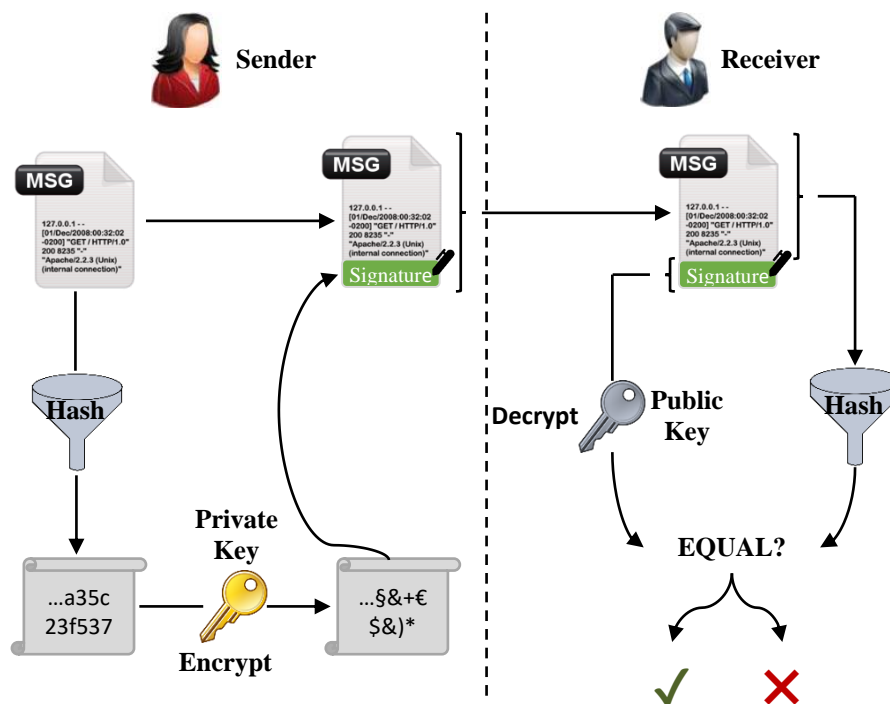 Sender
Receiver
MSG
127.0.0.1 - -
[01/Dec/2008:00:32:02
-0200] "GET / HTTP/1.0"
200 8235 "-"
"Apache/2.2.3 (Unix)
(internal connection)"
MSG
127.0.0.1 - -
[01/Dec/2008:00:32:02
-0200] "GET / HTTP/1.0"
200 8235 "-"
"Apache/2.2.3 (Unix)
(internal connection)"
Signature
MSG
127.0.0.1 - -
[01/Dec/2008:00:32:02
-0200] "GET / HTTP/1.0"
200 8235 "-"
"Apache/2.2.3 (Unix)
(internal connection)"
Signature
Hash
Decrypt
Public
Key
Hash
Private
Key
Encrypt
...a35c
23f537
...§&+€
$&)*
EQUAL?